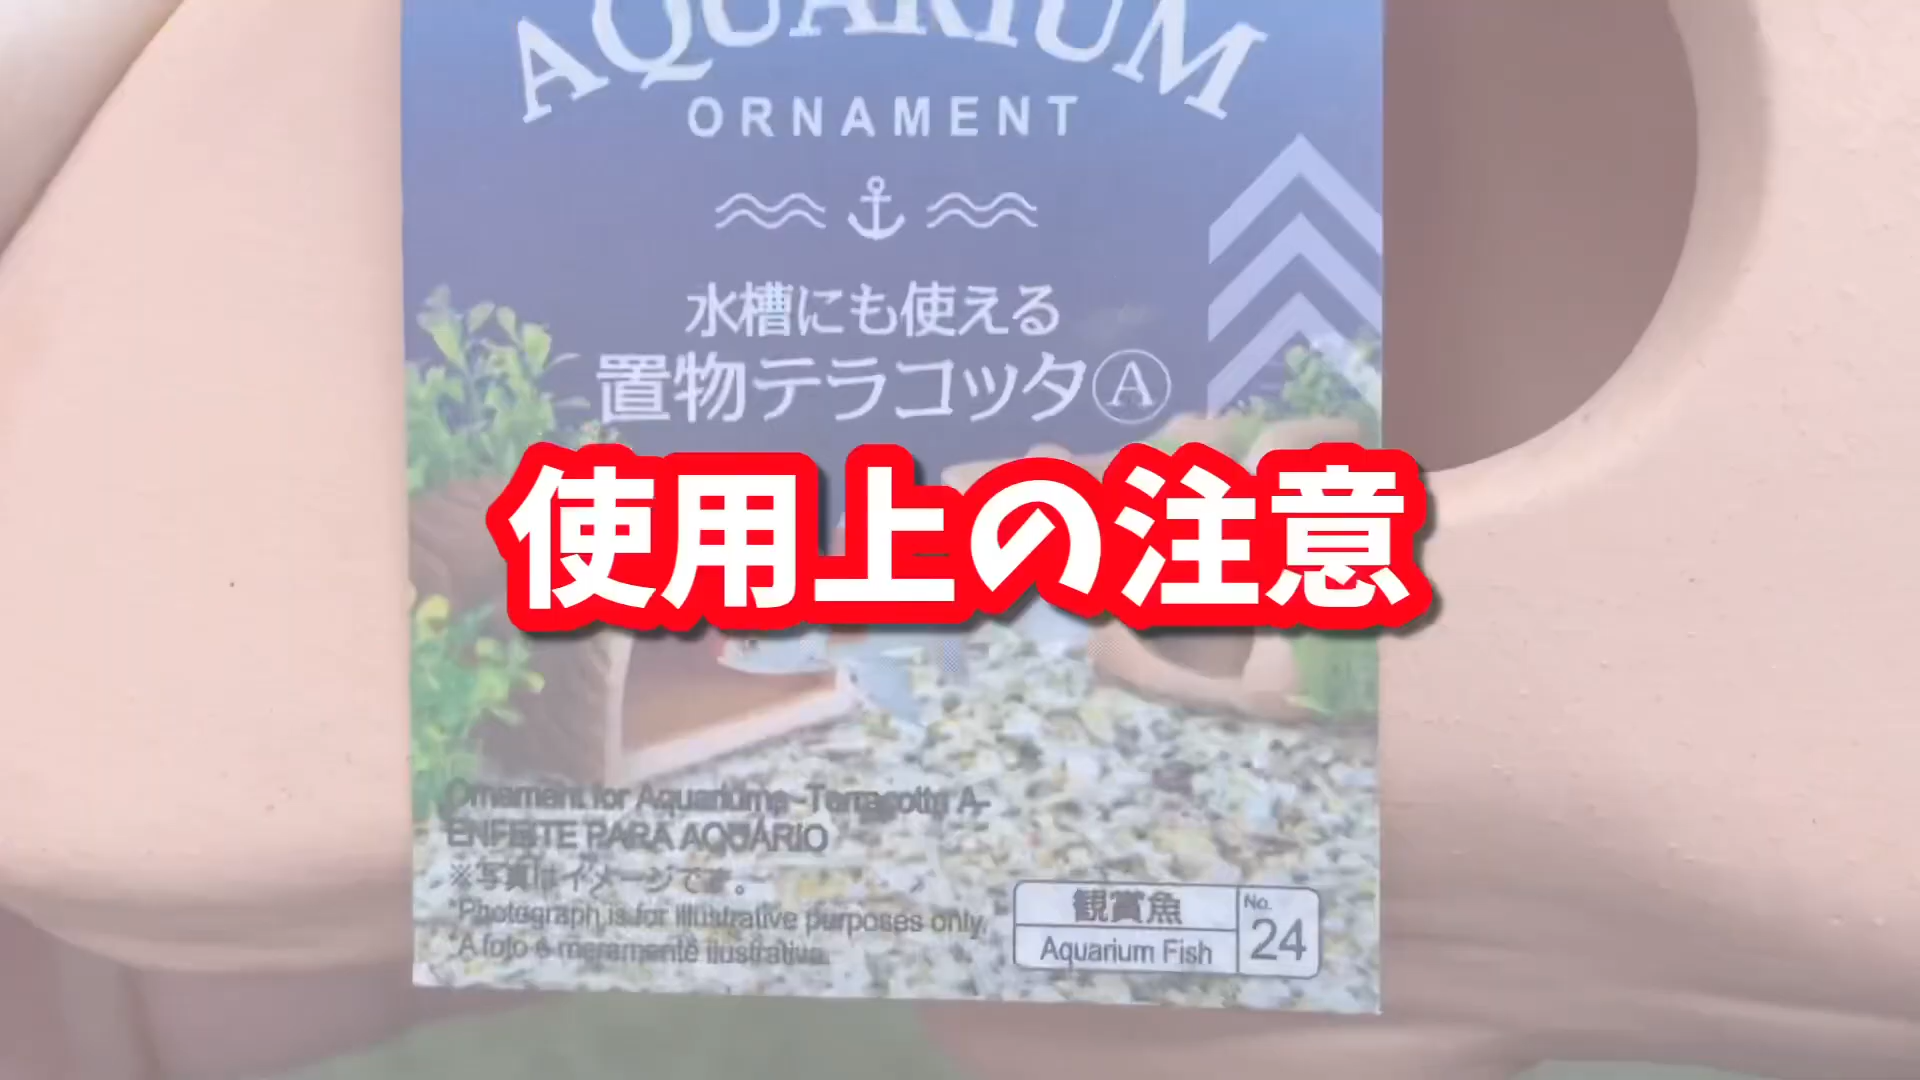 AQUARIUM
ORNAMENT
水槽にも使える
置物テラコッタⒶ
使用上の注意
Ornament for Aquariums -Terracotta A-
ENFEITE PARA AQUÁRIO
※写真はイメージです。
*Photograph is for illustrative purposes only.
*A foto é meramente ilustrativa.
観賞魚
Aquarium Fish
No.
24